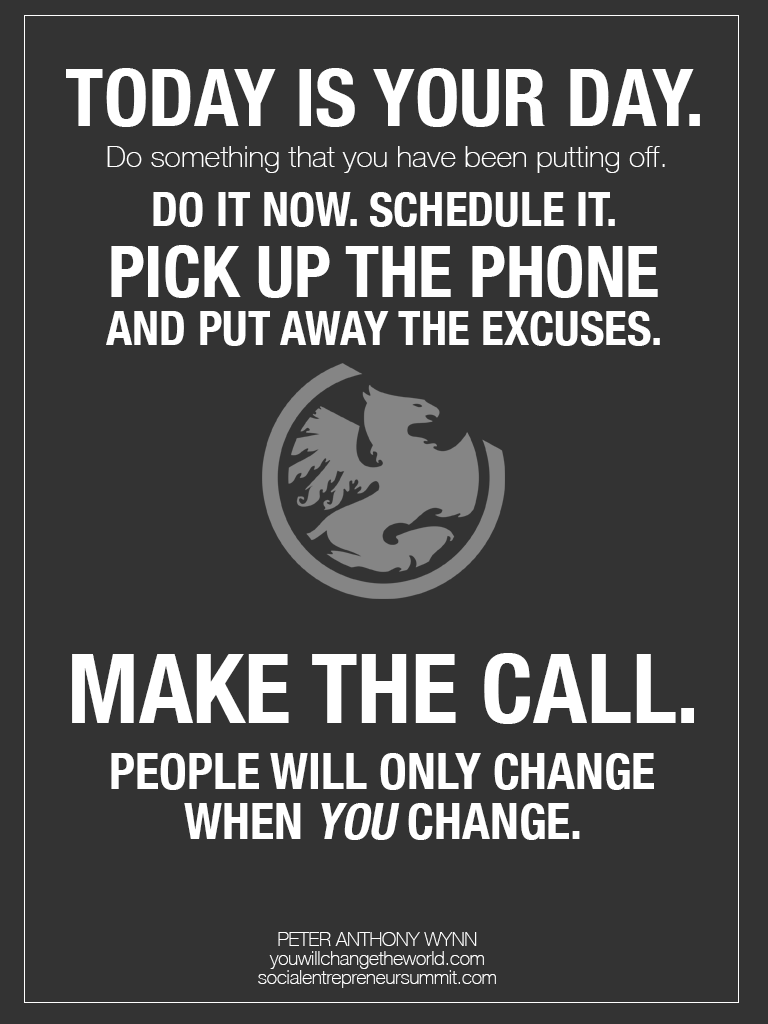 TODAY IS YOUR DAY.
Do something that you have been putting off.
DO IT NOW. SCHEDULE IT.
PICK UP THE PHONE
AND PUT AWAY THE EXCUSES.
MAKE THE CALL.
PEOPLE WILL ONLY CHANGE
WHEN YOU CHANGE.
PETER ANTHONY WYNN
youwillchangetheworld.com
socialentrepreneursummit.com